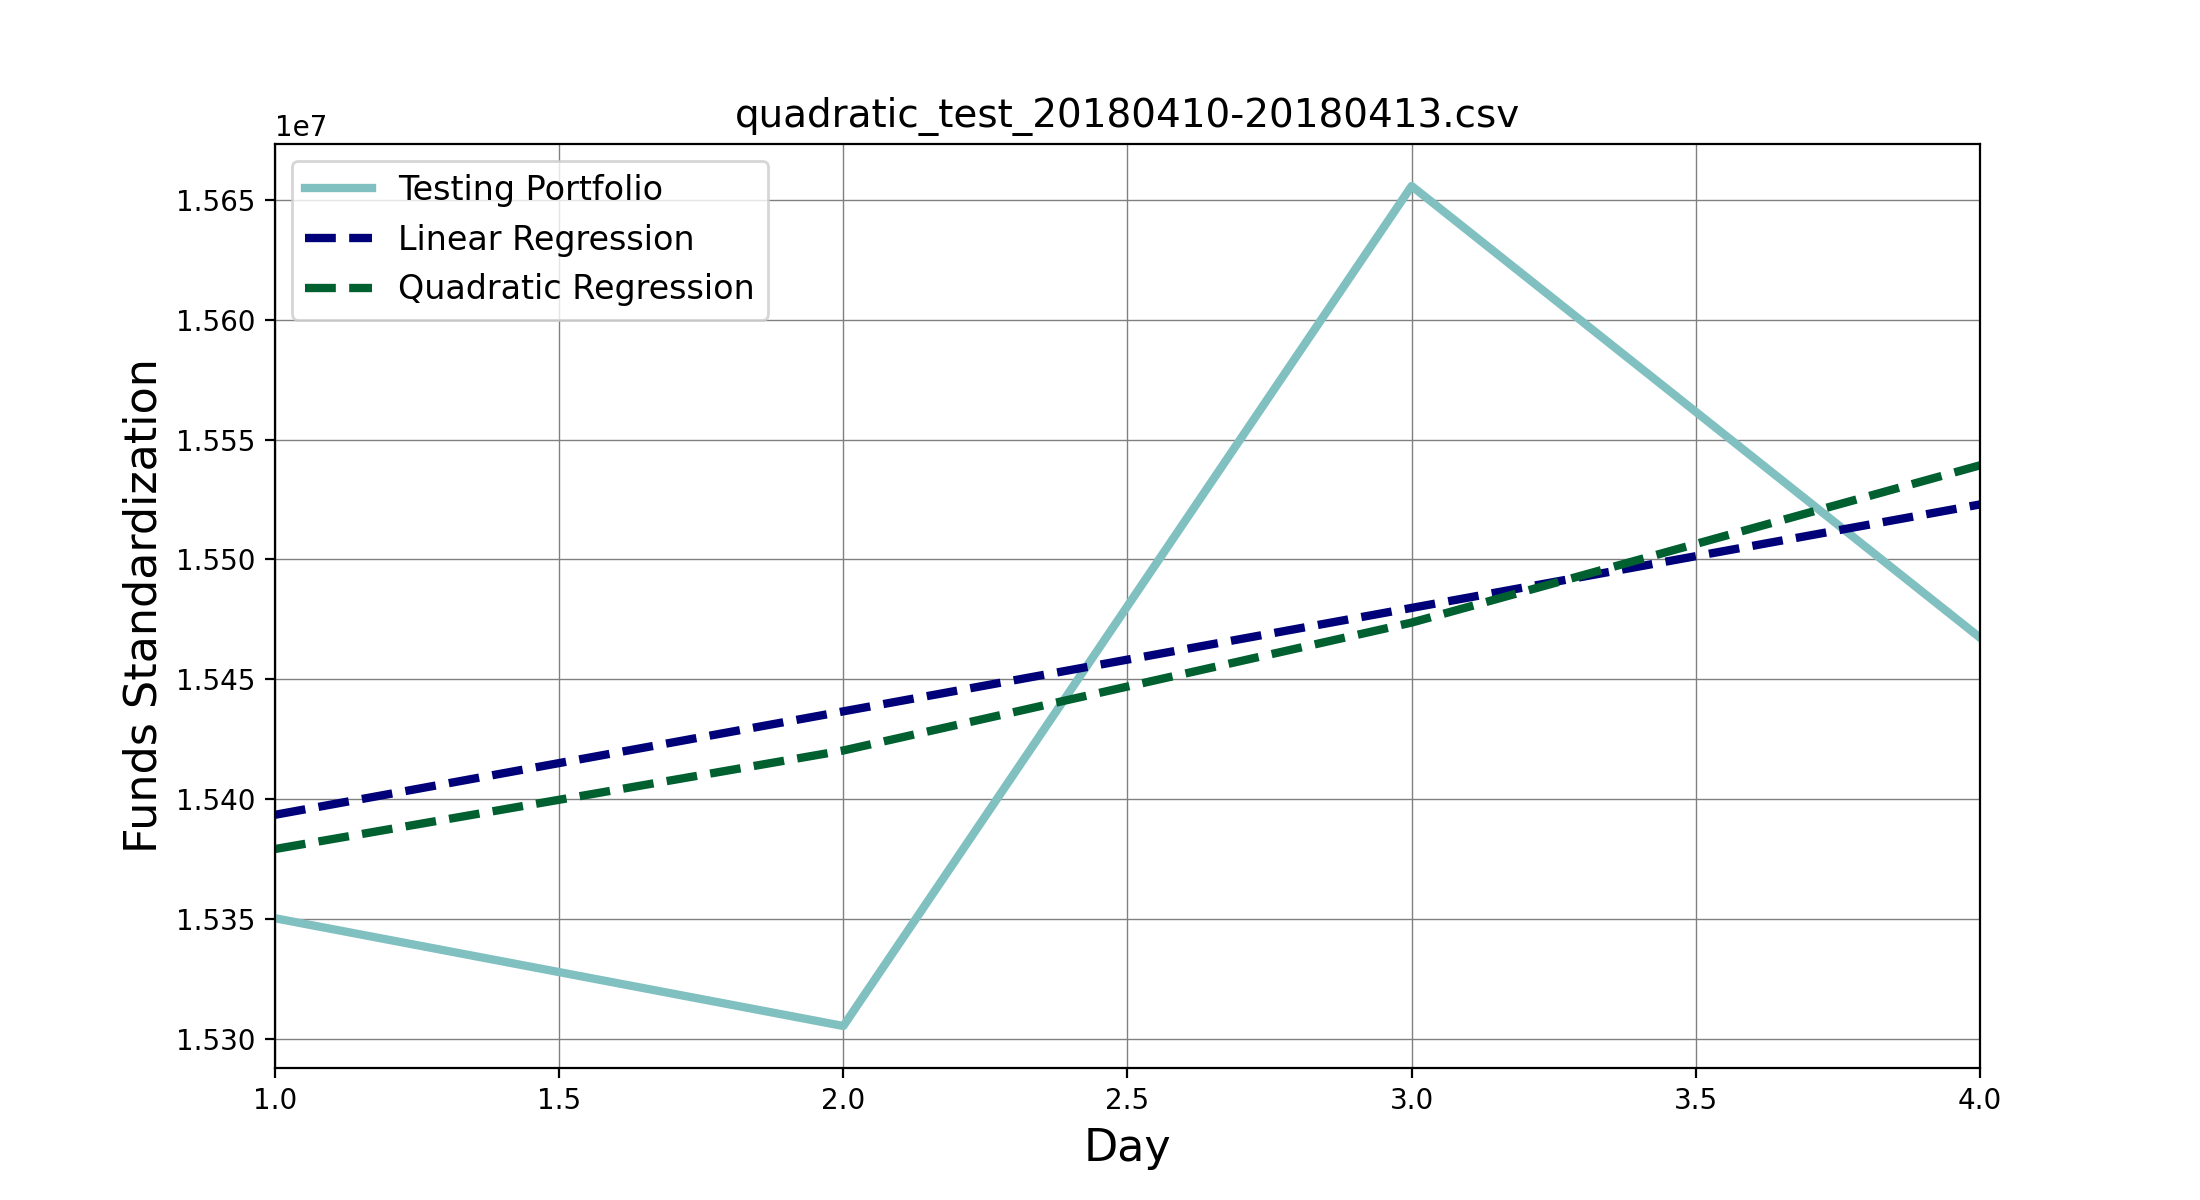 quadratic_test_20180410-20180413.csv
1e7
Testing Portfolio
Linear Regression
Quadratic Regression
1.565
1.560
1.555
1.550
1.545
1.540
1.535
1.530
Funds Standardization
1.0 1.5 2.0 2.5 3.0 3.5 4.0
Day